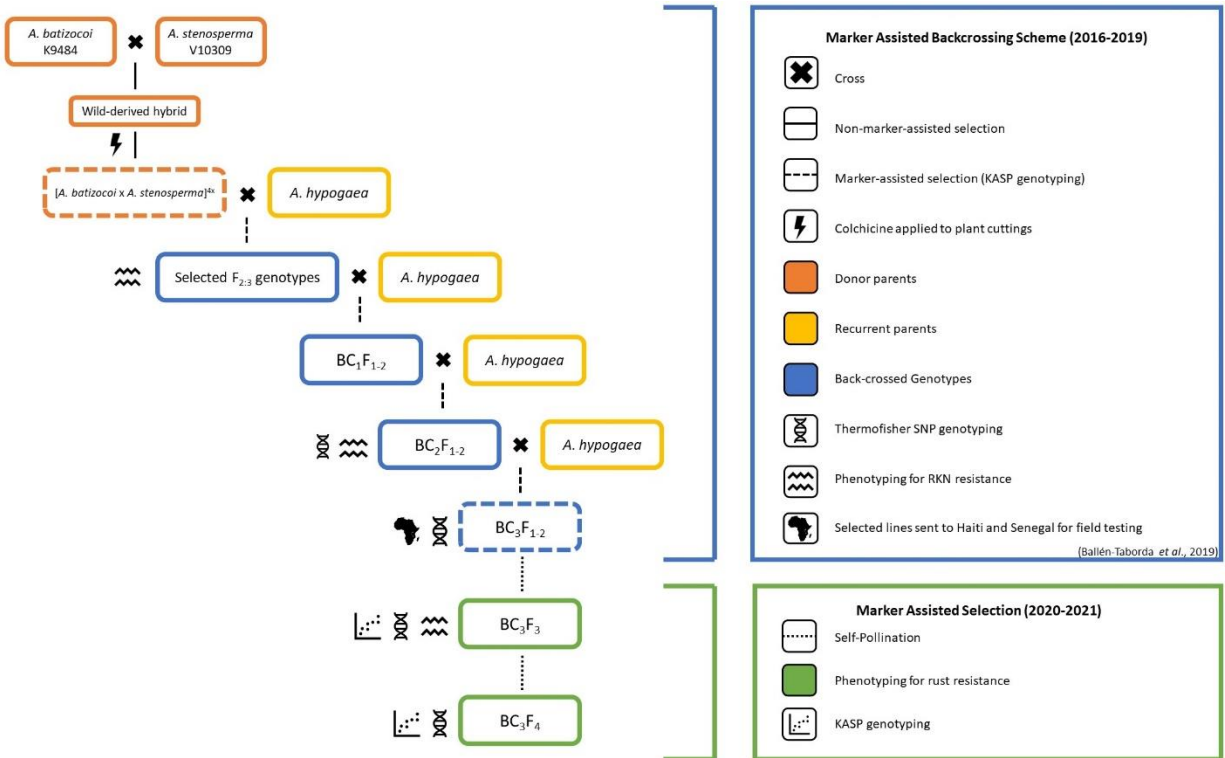 A. batizocoi
K9484
A. stenosperma
V10309
Wild-derived hybrid
[A. batizocoi x A. stenosperma]⁴ˣ
A. hypogaea
Selected F₂:₃ genotypes
A. hypogaea
BC₁F₁₋₂
A. hypogaea
BC₂F₁₋₂
A. hypogaea
BC₃F₁₋₂
BC₃F₃
BC₃F₄
Marker Assisted Backcrossing Scheme (2016-2019)
Cross
Non-marker-assisted selection
Marker-assisted selection (KASP genotyping)
Colchicine applied to plant cuttings
Donor parents
Recurrent parents
Back-crossed Genotypes
Thermofisher SNP genotyping
Phenotyping for RKN resistance
Selected lines sent to Haiti and Senegal for field testing
(Ballén-Taborda et al., 2019)
Marker Assisted Selection (2020-2021)
Self-Pollination
Phenotyping for rust resistance
KASP genotyping